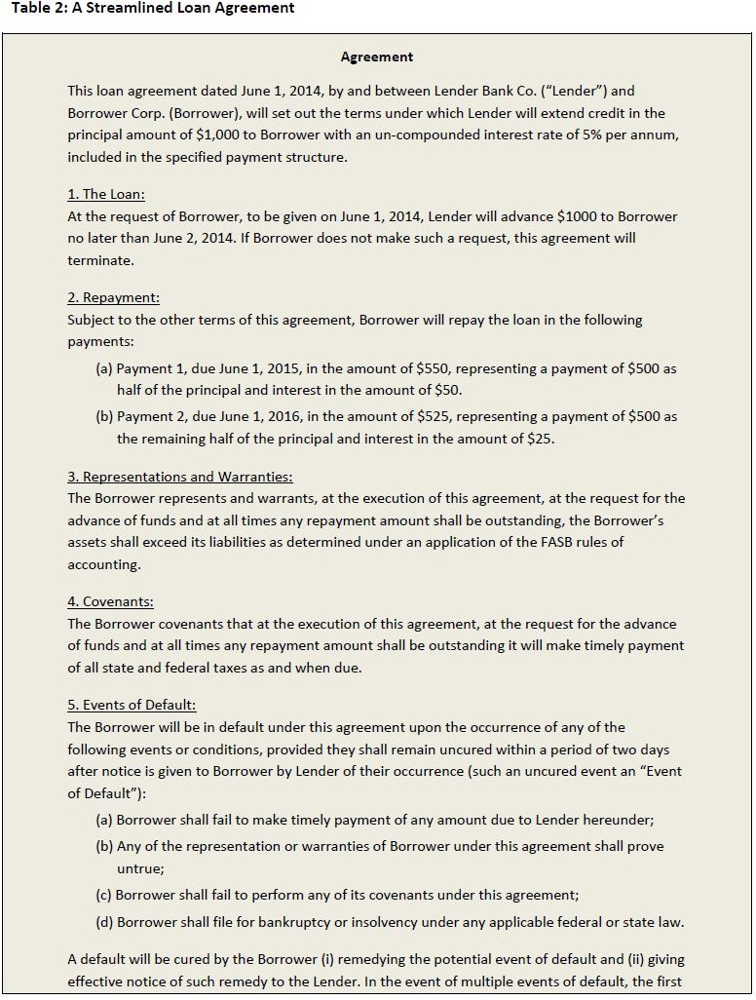 Table 2: A Streamlined Loan Agreement
Agreement
This loan agreement dated June 1, 2014, by and between Lender Bank Co. (“Lender”) and
Borrower Corp. (Borrower), will set out the terms under which Lender will extend credit in the
principal amount of $1,000 to Borrower with an un-compounded interest rate of 5% per annum,
included in the specified payment structure.
1. The Loan:
At the request of Borrower, to be given on June 1, 2014, Lender will advance $1000 to Borrower
no later than June 2, 2014. If Borrower does not make such a request, this agreement will
terminate.
2. Repayment:
Subject to the other terms of this agreement, Borrower will repay the loan in the following
payments:
(a) Payment 1, due June 1, 2015, in the amount of $550, representing a payment of $500 as
half of the principal and interest in the amount of $50.
(b) Payment 2, due June 1, 2016, in the amount of $525, representing a payment of $500 as
the remaining half of the principal and interest in the amount of $25.
3. Representations and Warranties:
The Borrower represents and warrants, at the execution of this agreement, at the request for the
advance of funds and at all times any repayment amount shall be outstanding, the Borrower’s
assets shall exceed its liabilities as determined under an application of the FASB rules of
accounting.
4. Covenants:
The Borrower covenants that at the execution of this agreement, at the request for the advance
of funds and at all times any repayment amount shall be outstanding it will make timely payment
of all state and federal taxes as and when due.
5. Events of Default:
The Borrower will be in default under this agreement upon the occurrence of any of the
following events or conditions, provided they shall remain uncured within a period of two days
after notice is given to Borrower by Lender of their occurrence (such an uncured event an “Event
of Default”):
(a) Borrower shall fail to make timely payment of any amount due to Lender hereunder;
(b) Any of the representation or warranties of Borrower under this agreement shall prove
untrue;
(c) Borrower shall fail to perform any of its covenants under this agreement;
(d) Borrower shall file for bankruptcy or insolvency under any applicable federal or state law.
A default will be cured by the Borrower (i) remedying the potential event of default and (ii) giving
effective notice of such remedy to the Lender. In the event of multiple events of default, the first